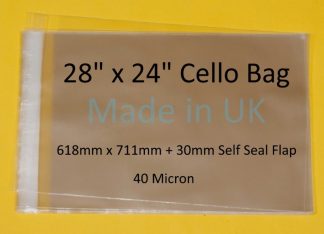 28" x 24" Cello Bag
Made in UK
618mm x 711mm + 30mm Self Seal Flap
40 Micron